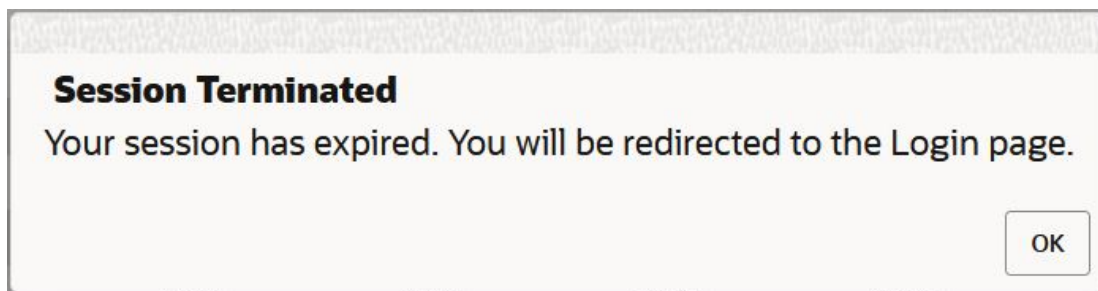 Session Terminated
Your session has expired. You will be redirected to the Login page.
OK